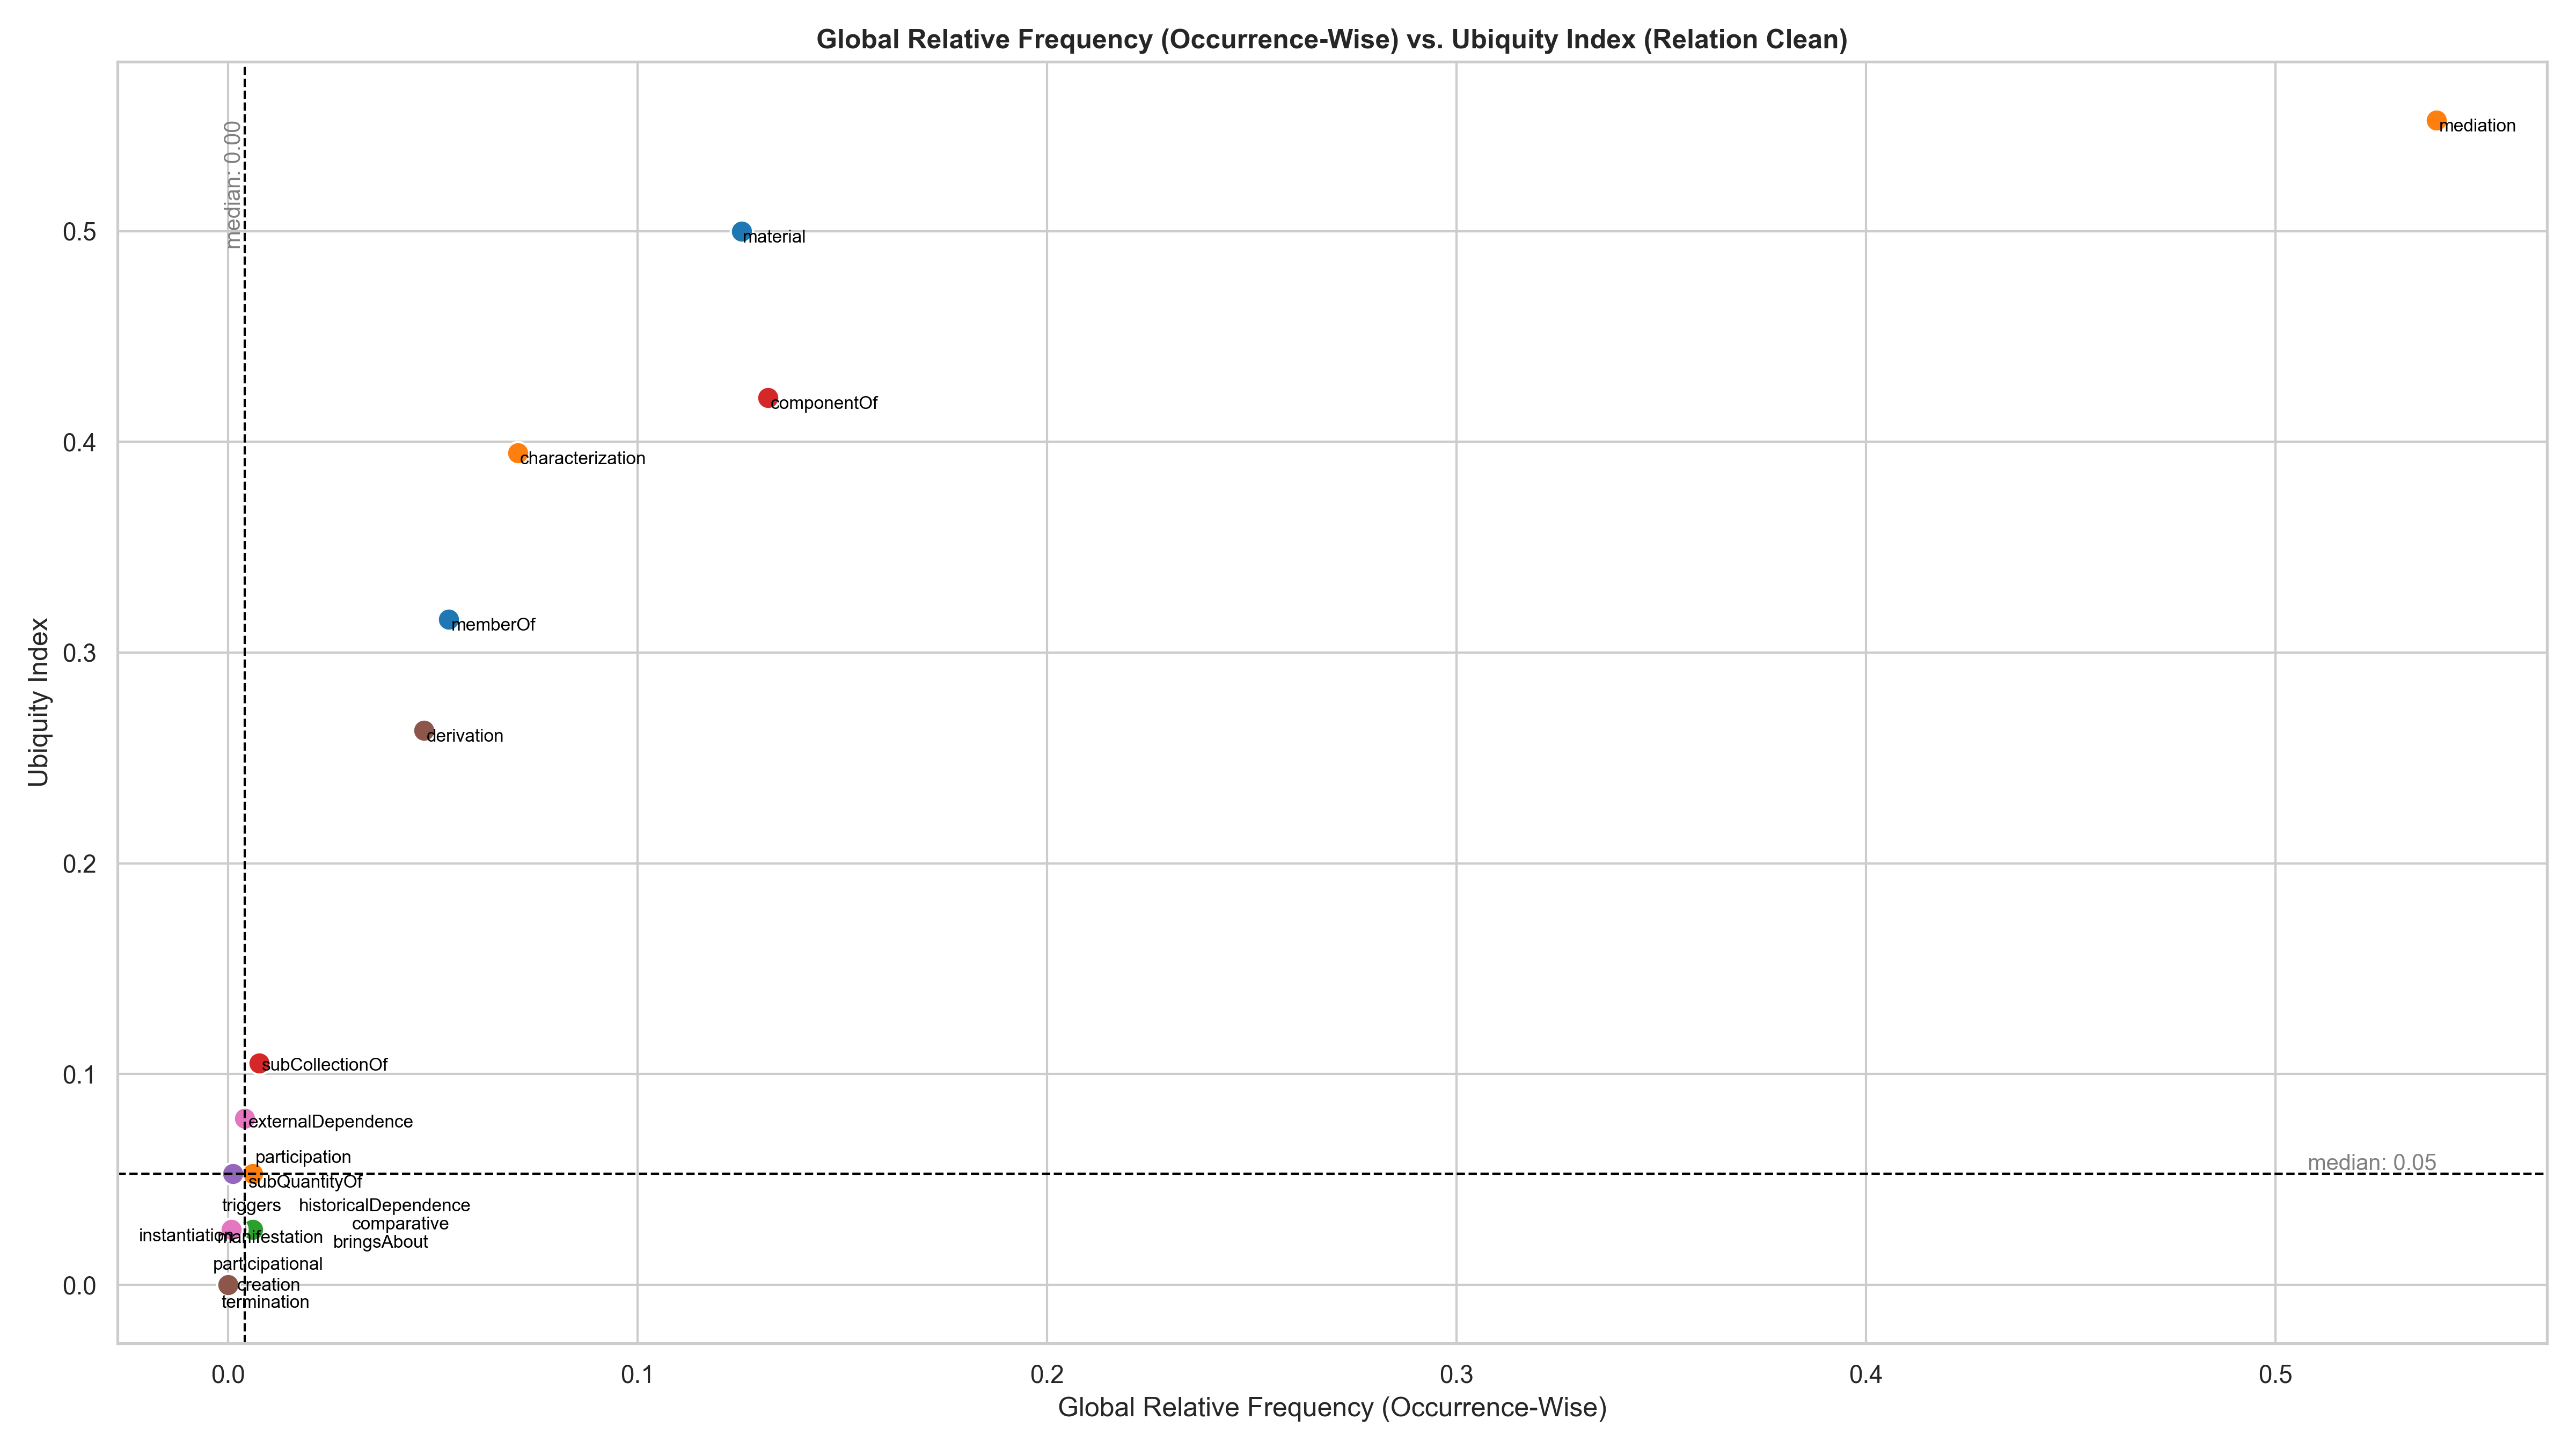 Global Relative Frequency (Occurrence-Wise) vs. Ubiquity Index (Relation Clean)
median: 0.00
mediation
0.5
material
componentOf
0.4
characterization
Ubiquity Index
memberOf
0.3
derivation
0.2
0.1
subCollectionOf
externalDependence
participation
median: 0.05
subQuantityOf
triggers
historicalDependence
comparative
instantiation
manifestation
bringsAbout
participational
0.0
creation
termination
0.0 0.1 0.2 0.3 0.4 0.5
Global Relative Frequency (Occurrence-Wise)